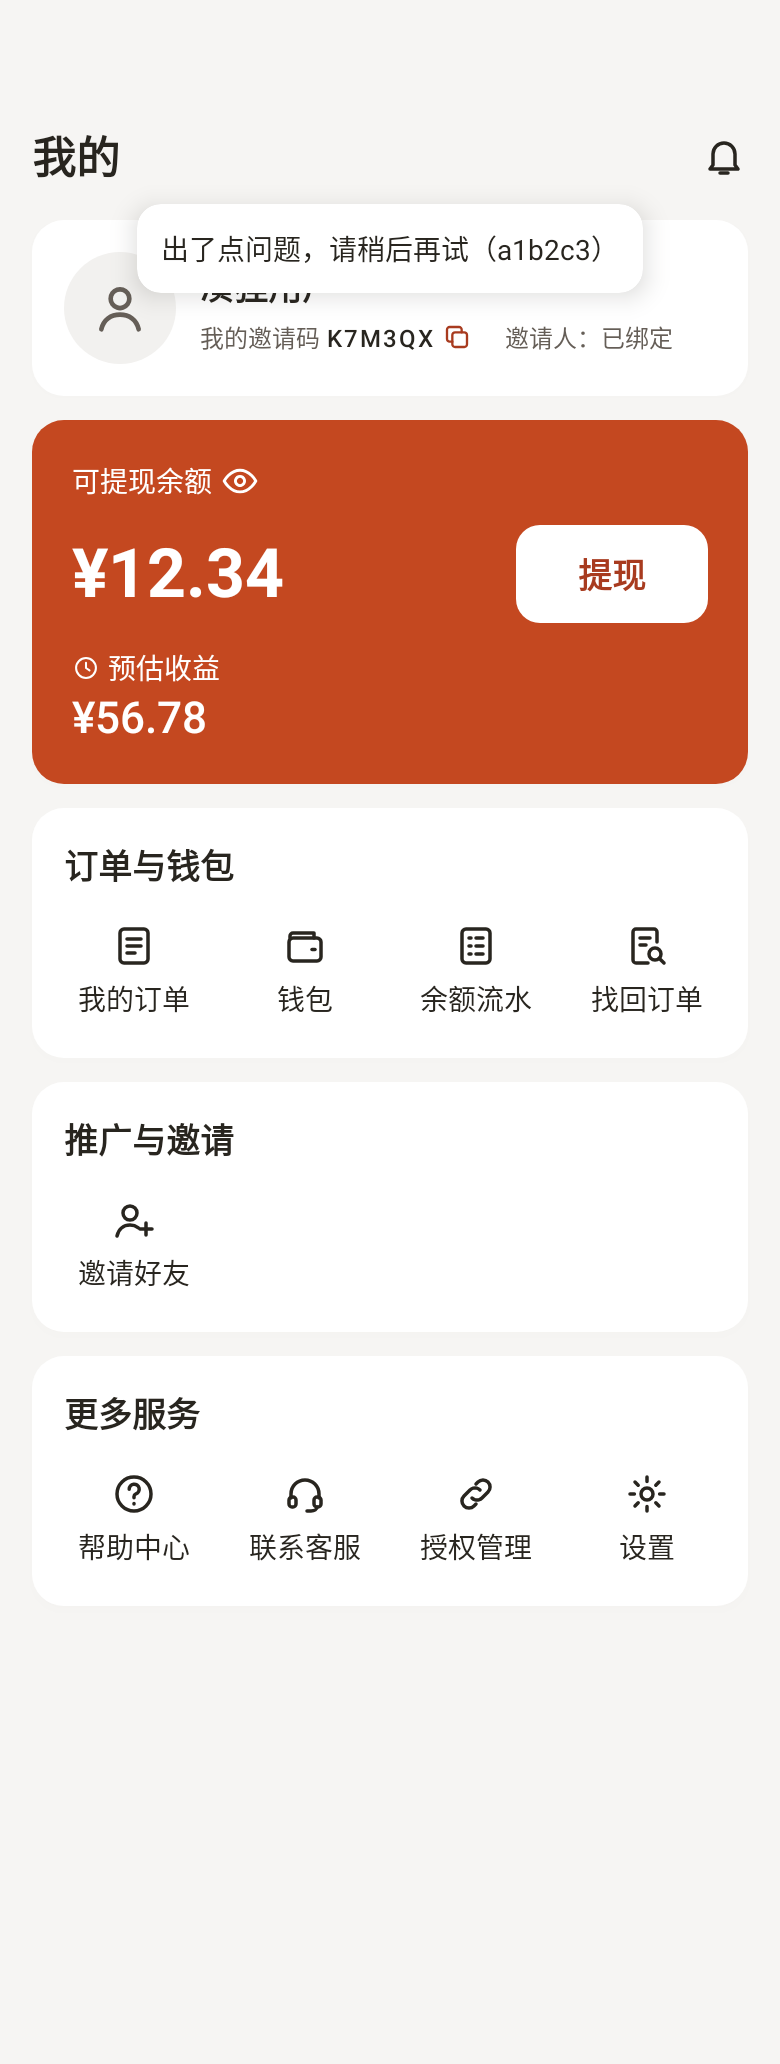 我的
出了点问题，请稍后再试（a1b2c3）
我的邀请码 K7M3QX 邀请人：已绑定
可提现余额
¥12.34
提现
预估收益
¥56.78
订单与钱包
我的订单 钱包 余额流水 找回订单
推广与邀请
邀请好友
更多服务
帮助中心 联系客服 授权管理 设置